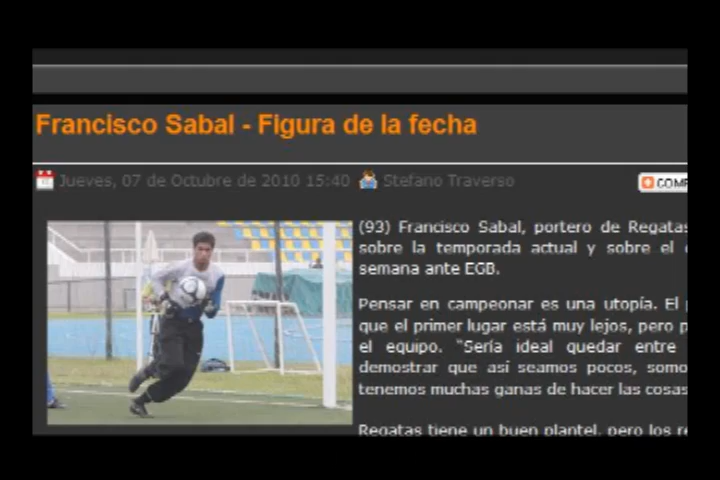 Francisco Sabal - Figura de la fecha
Jueves, 07 de Octubre de 2010 15:40 Stefano Traverso
(93) Francisco Sabal, portero de Regatas
sobre la temporada actual y sobre el
semana ante EGB.
Pensar en campeonar es una utopía. El
que el primer lugar está muy lejos, pero
el equipo. "Sería ideal quedar entre
demostrar que así seamos pocos, somo
tenemos muchas ganas de hacer las cosas
Regatas tiene un buen plantel, pero los